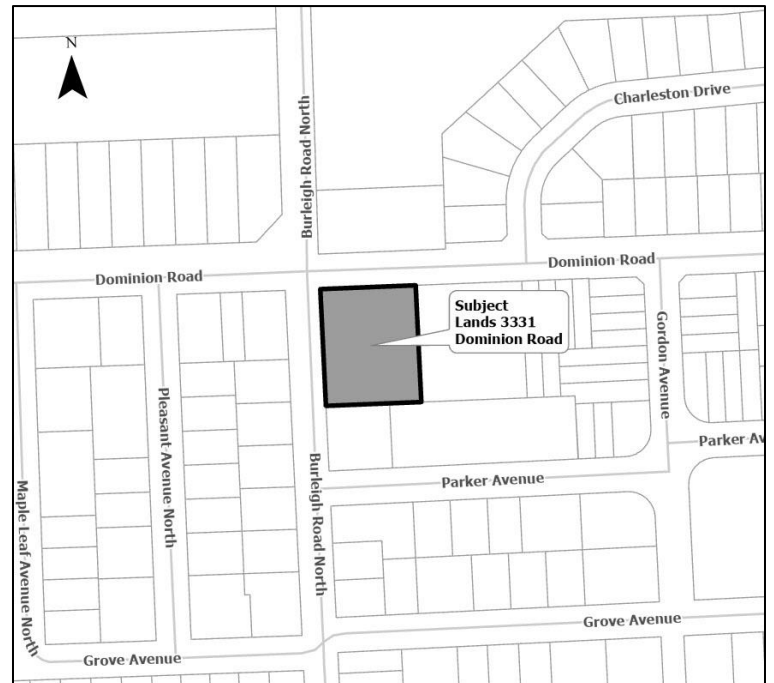 N
Burleigh Road North
Charleston Drive
Dominion Road
Dominion Road
Subject
Lands 3331
Dominion Road
Gordon Avenue
Pleasant Avenue North
Maple Leaf Avenue North
Burleigh Road North
Parker Avenue
Parker Av
Grove Avenue
Grove Avenue